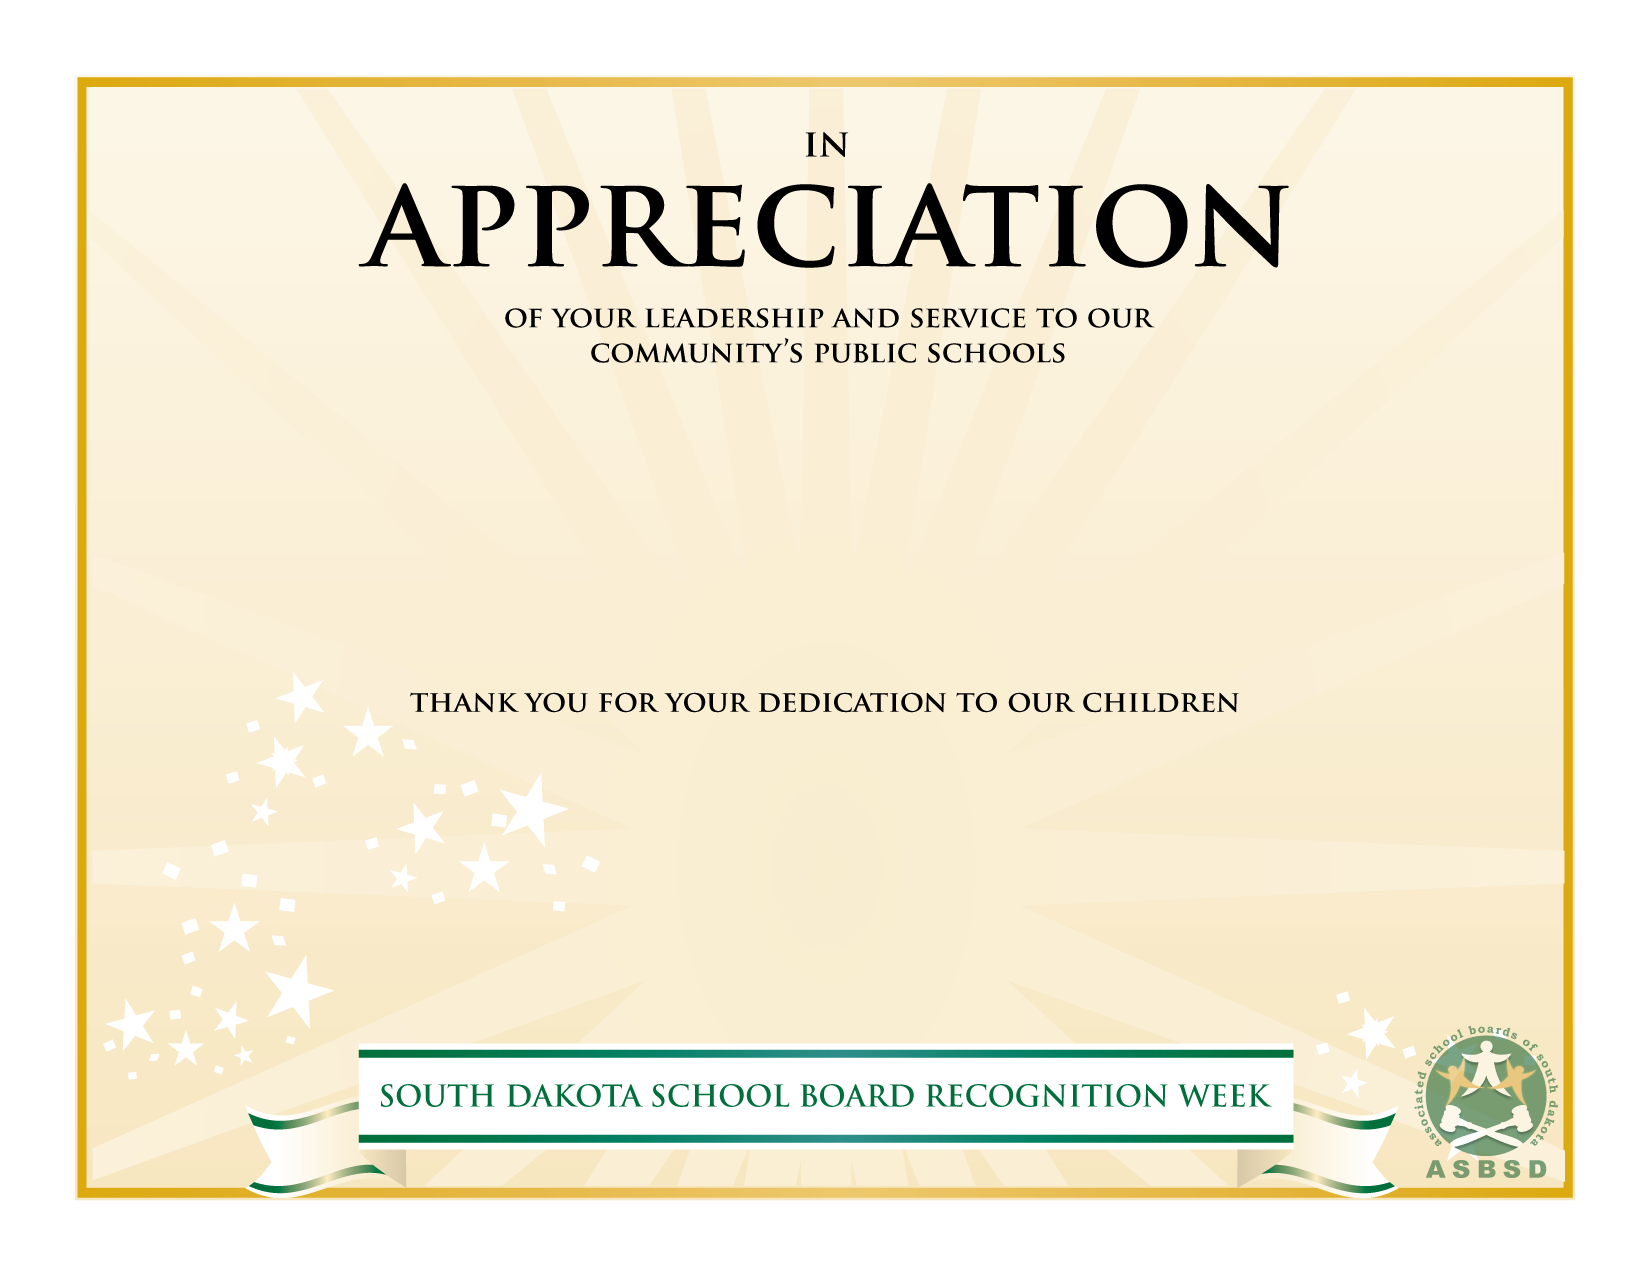 IN
APPRECIATION
OF YOUR LEADERSHIP AND SERVICE TO OUR
COMMUNITY'S PUBLIC SCHOOLS
THANK YOU FOR YOUR DEDICATION TO OUR CHILDREN
SOUTH DAKOTA SCHOOL BOARD RECOGNITION WEEK
associated school boards of south dakota
ASBSD